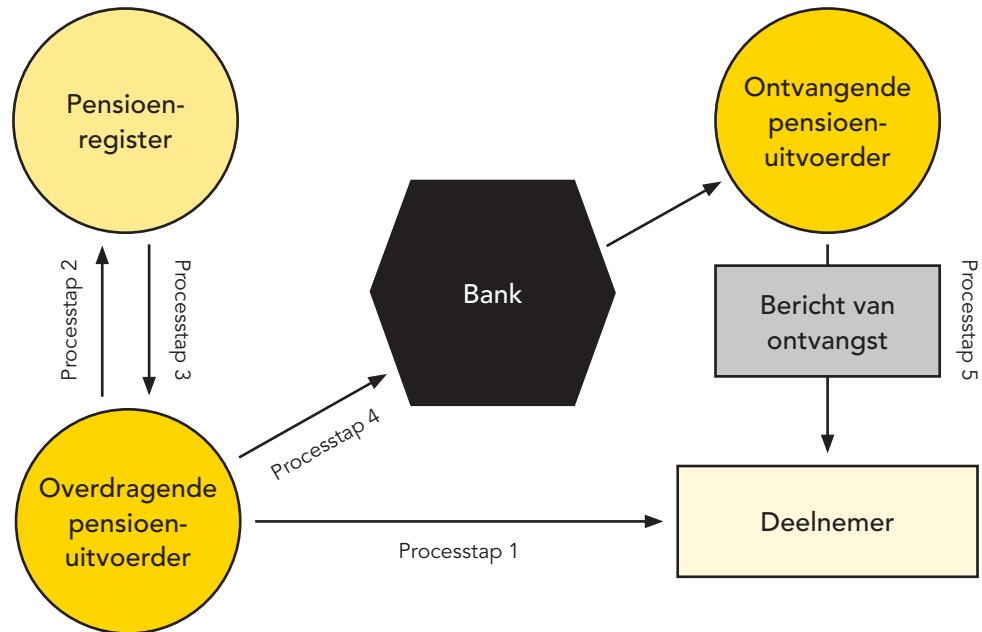 Pensioen-
register
Ontvangende
pensioen-
uitvoerder
Processtap 2
Processtap 3
Bank
Bericht van
ontvangst
Processtap 5
Processtap 4
Overdragende
pensioen-
uitvoerder
Processtap 1
Deelnemer